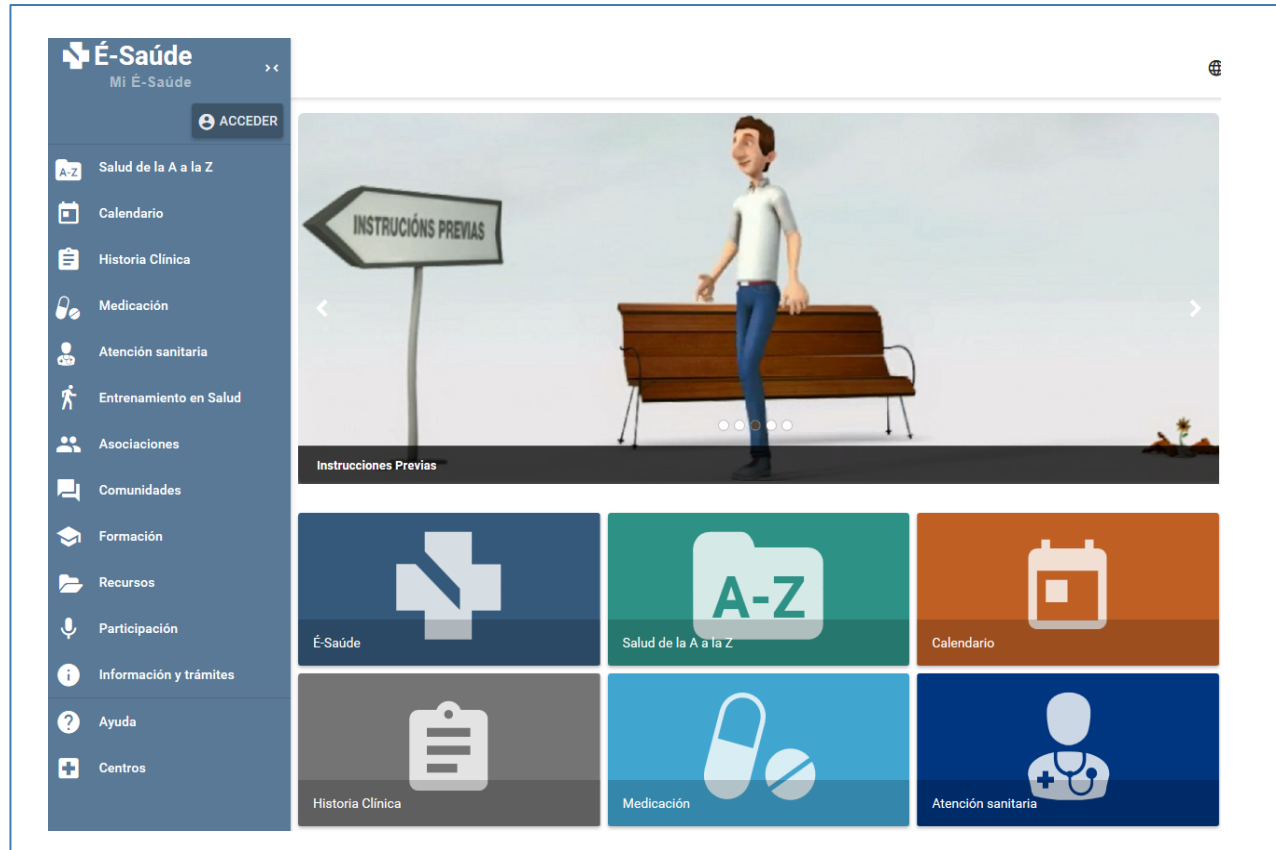 É-Saúde
Mi É-Saúde
ACCEDER
A-Z
Salud de la A a la Z
Calendario
Historia Clínica
Medicación
Atención sanitaria
Entrenamiento en Salud
Asociaciones
Comunidades
Formación
Recursos
Participación
Información y trámites
Ayuda
Centros
INSTRUCIÓNS PREVIAS
Instrucciones Previas
É-Saúde
A-Z
Salud de la A a la Z
Calendario
Historia Clínica
Medicación
Atención sanitaria